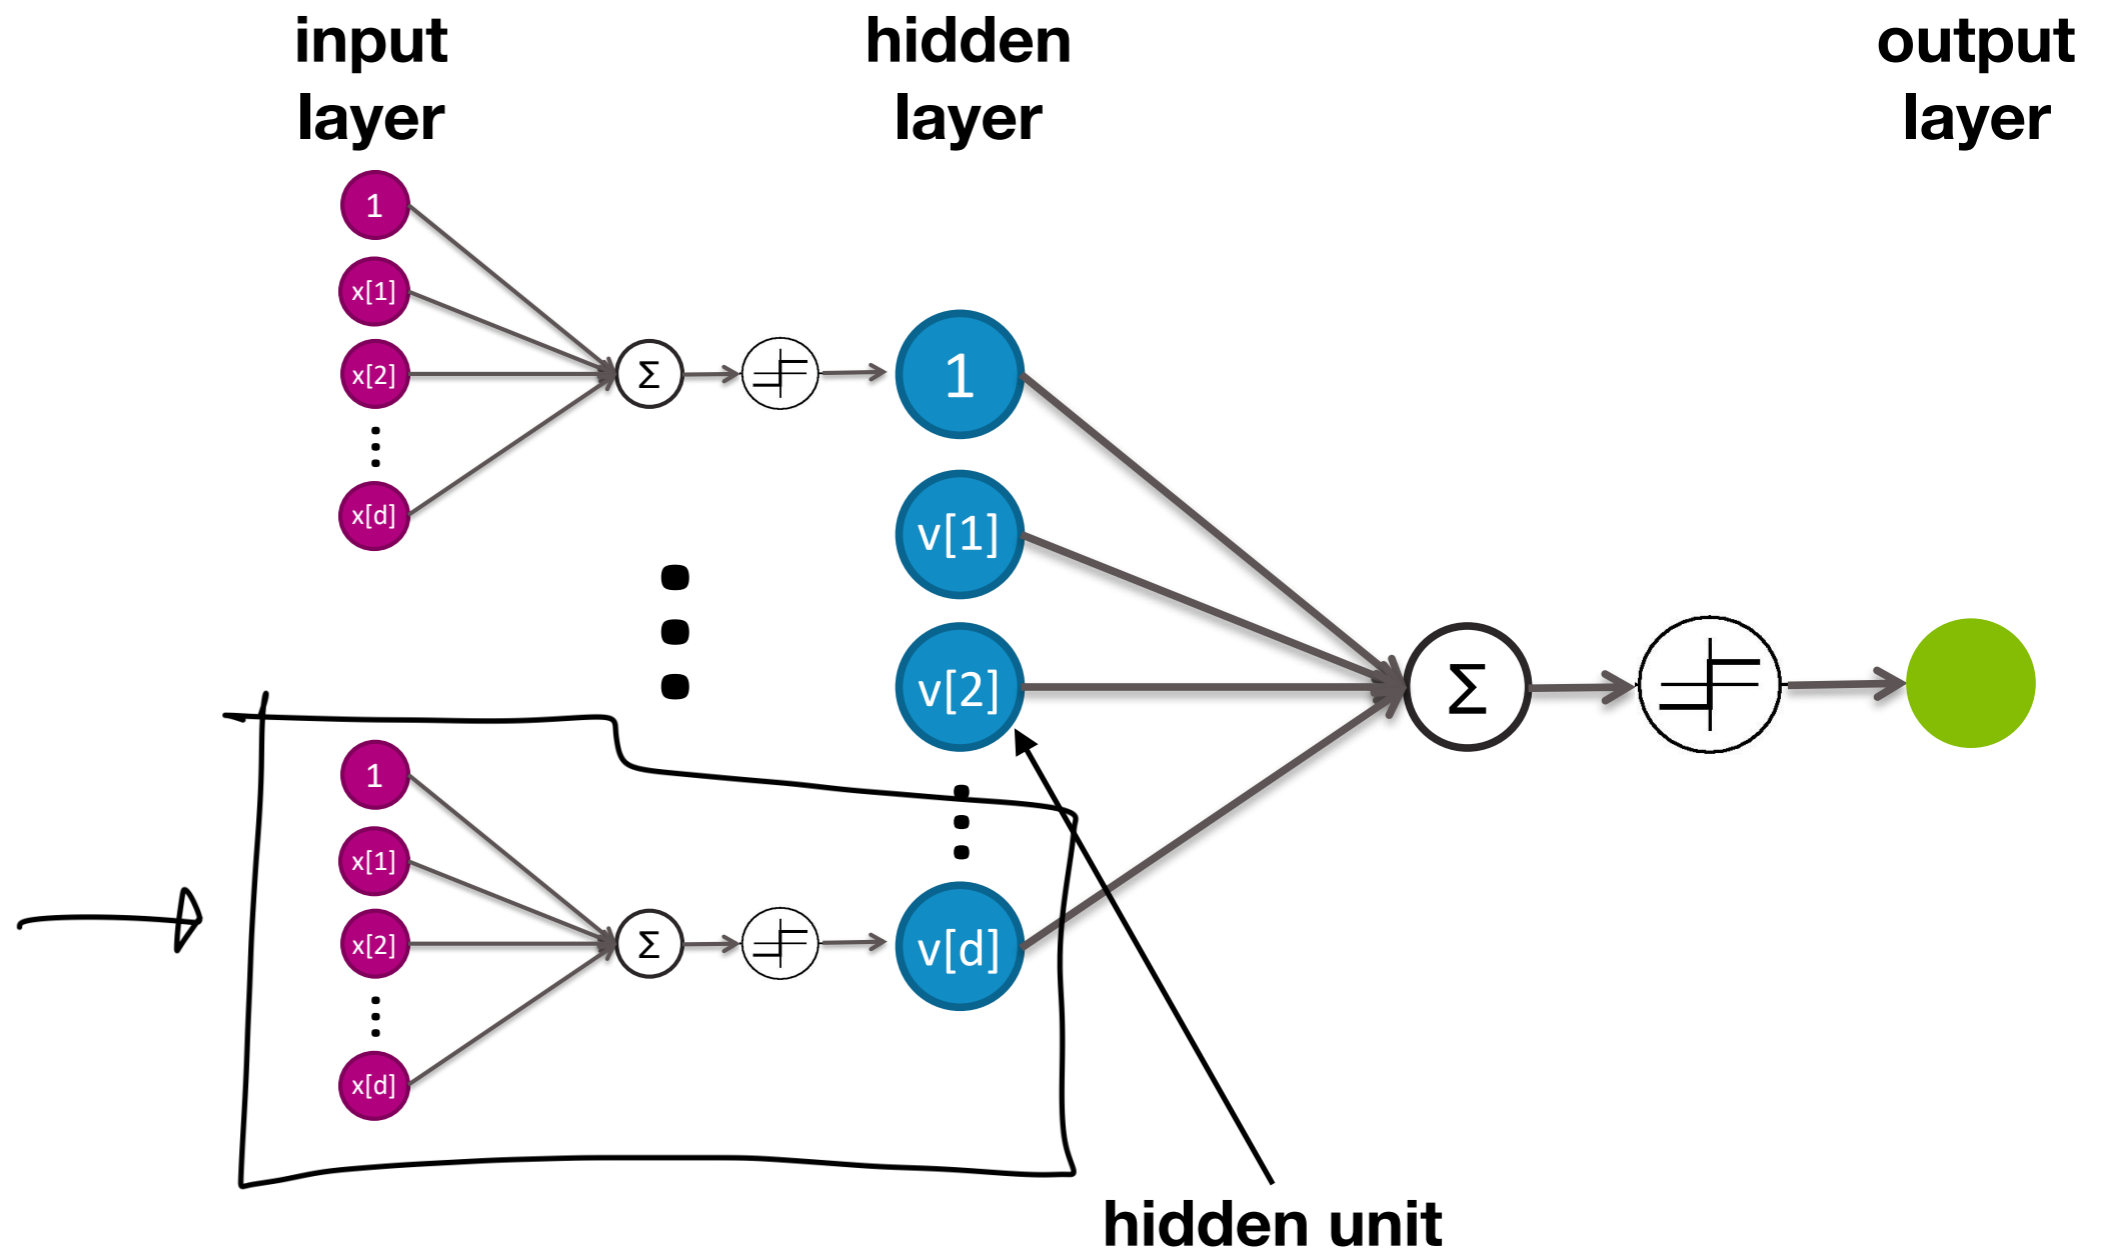 input
layer
hidden
layer
output
layer
1
x[1]
x[2]
x[d]
Σ
1
v[1]
v[2]
v[d]
Σ
1
x[1]
x[2]
x[d]
Σ
hidden unit